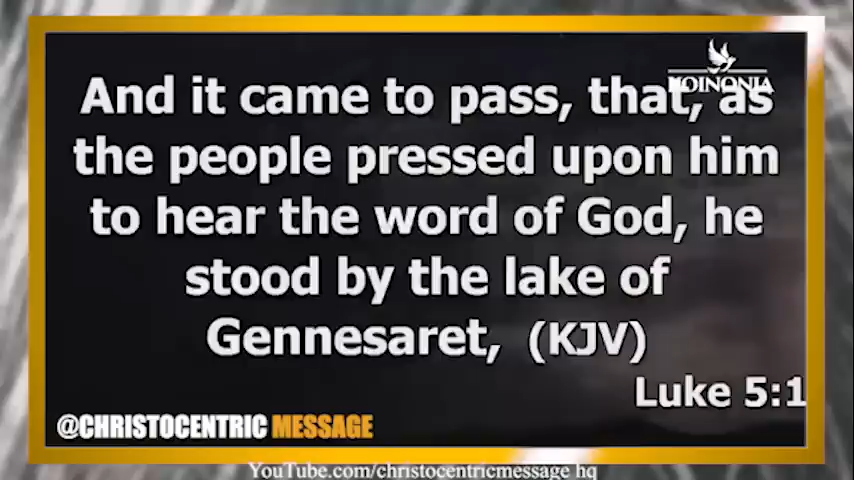 KOINONIA
And it came to pass, that, as
the people pressed upon him
to hear the word of God, he
stood by the lake of
Gennesaret, (KJV)
Luke 5:1
@CHRISTOCENTRIC MESSAGE
YouTube.com/christocentricmessage hq